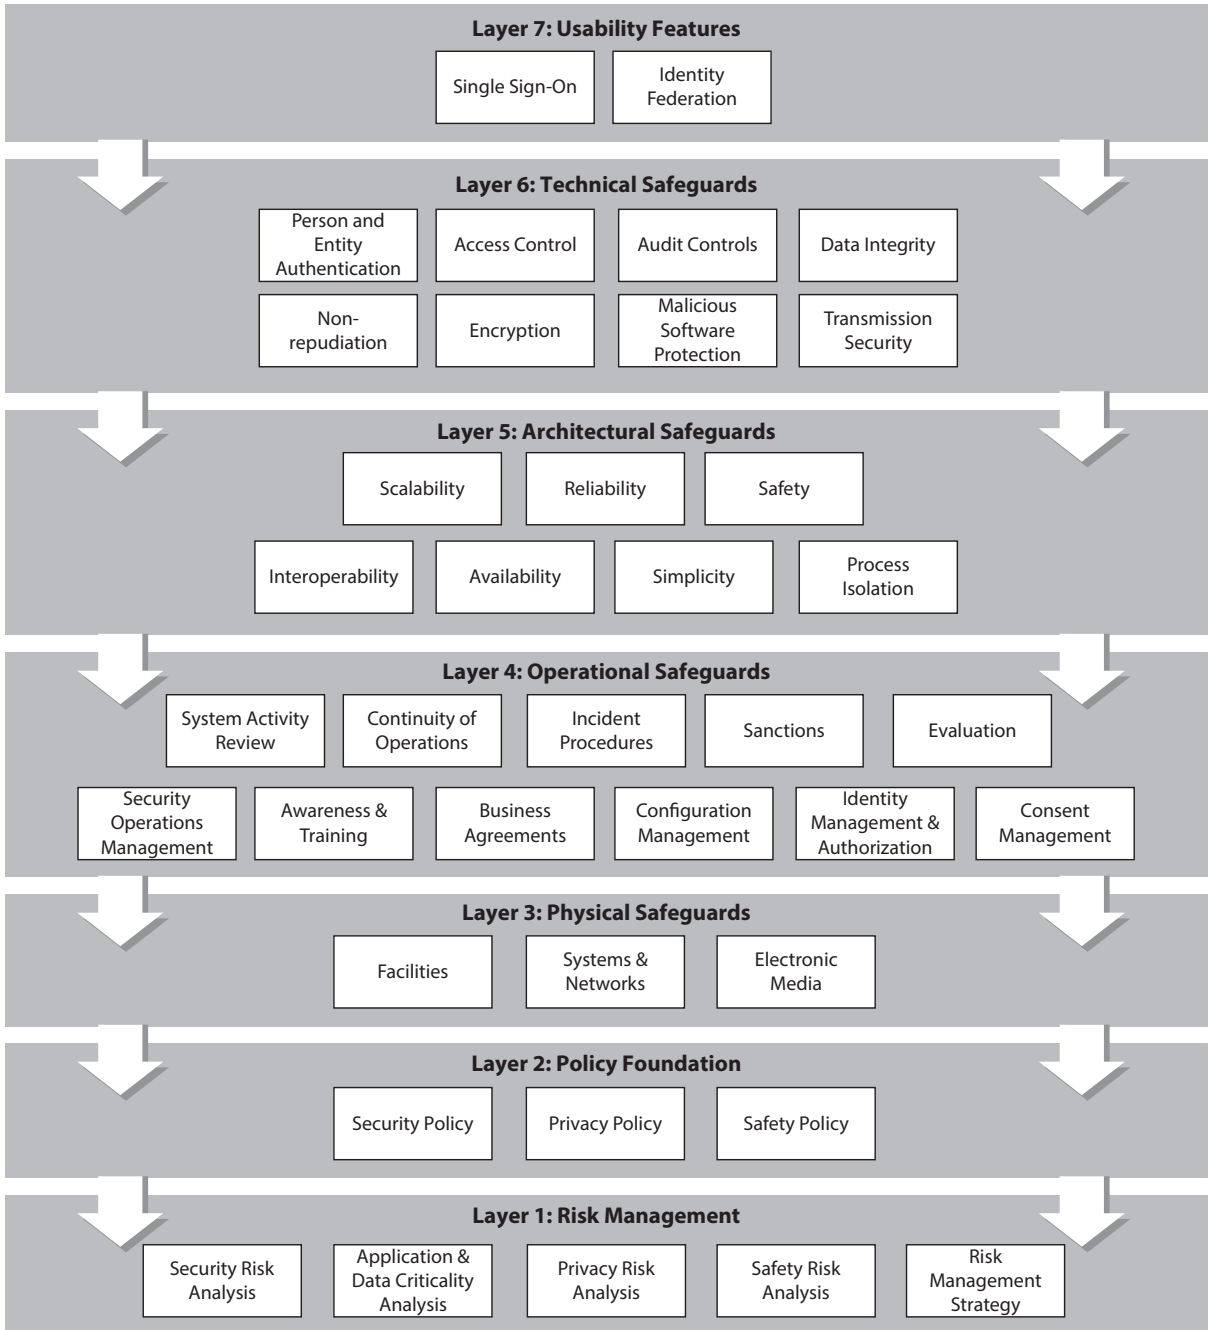 Layer 7: Usability Features
Single Sign-On
Identity
Federation
Layer 6: Technical Safeguards
Person and
Entity
Authentication
Access Control
Audit Controls
Data Integrity
Non-
repudiation
Encryption
Malicious
Software
Protection
Transmission
Security
Layer 5: Architectural Safeguards
Scalability
Reliability
Safety
Interoperability
Availability
Simplicity
Process
Isolation
Layer 4: Operational Safeguards
System Activity
Review
Continuity of
Operations
Incident
Procedures
Sanctions
Evaluation
Security
Operations
Management
Awareness &
Training
Business
Agreements
Configuration
Management
Identity
Management &
Authorization
Consent
Management
Layer 3: Physical Safeguards
Facilities
Systems &
Networks
Electronic
Media
Layer 2: Policy Foundation
Security Policy
Privacy Policy
Safety Policy
Layer 1: Risk Management
Security Risk
Analysis
Application &
Data Criticality
Analysis
Privacy Risk
Analysis
Safety Risk
Analysis
Risk
Management
Strategy